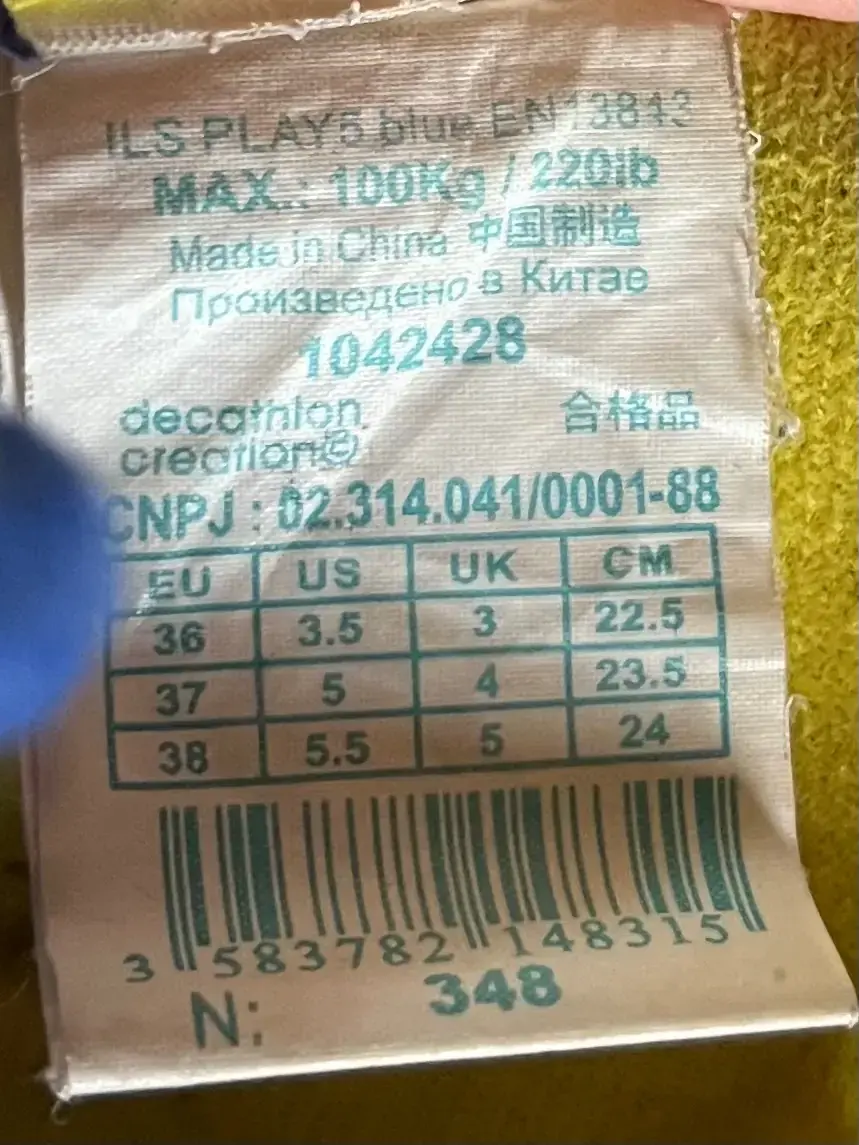 ILS PLAY5 blue EN13843
MAX.: 100Kg / 220lb
Made in China 中国制造
Произведено в Китае
1042428
decathlon 合格品
creation©
CNPJ : 02.314.041/0001-88
EU US UK CM
36 3.5 3 22.5
37 5 4 23.5
38 5.5 5 24
3 583782 148315
N: 348